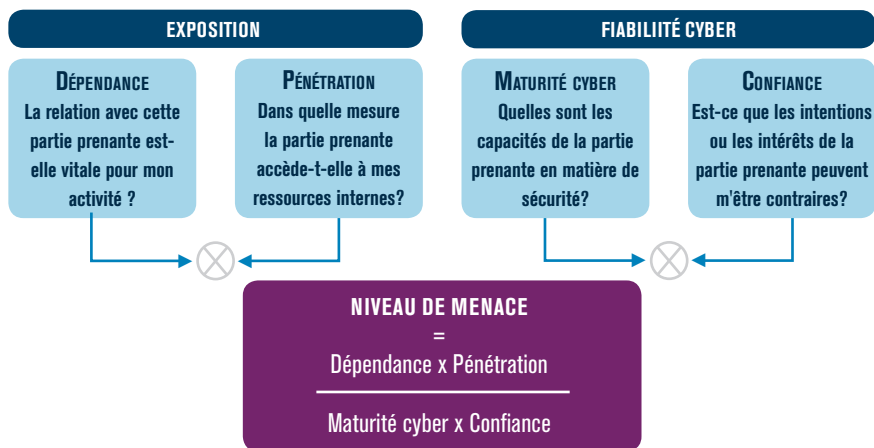 EXPOSITION
FIABILIITÉ CYBER
DÉPENDANCE
La relation avec cette
partie prenante est-
elle vitale pour mon
activité ?
PÉNÉTRATION
Dans quelle mesure
la partie prenante
accède-t-elle à mes
ressources internes?
MATURITÉ CYBER
Quelles sont les
capacités de la partie
prenante en matière de
sécurité?
CONFIANCE
Est-ce que les intentions
ou les intérêts de la
partie prenante peuvent
m'être contraires?
NIVEAU DE MENACE
=
Dépendance x Pénétration
Maturité cyber x Confiance